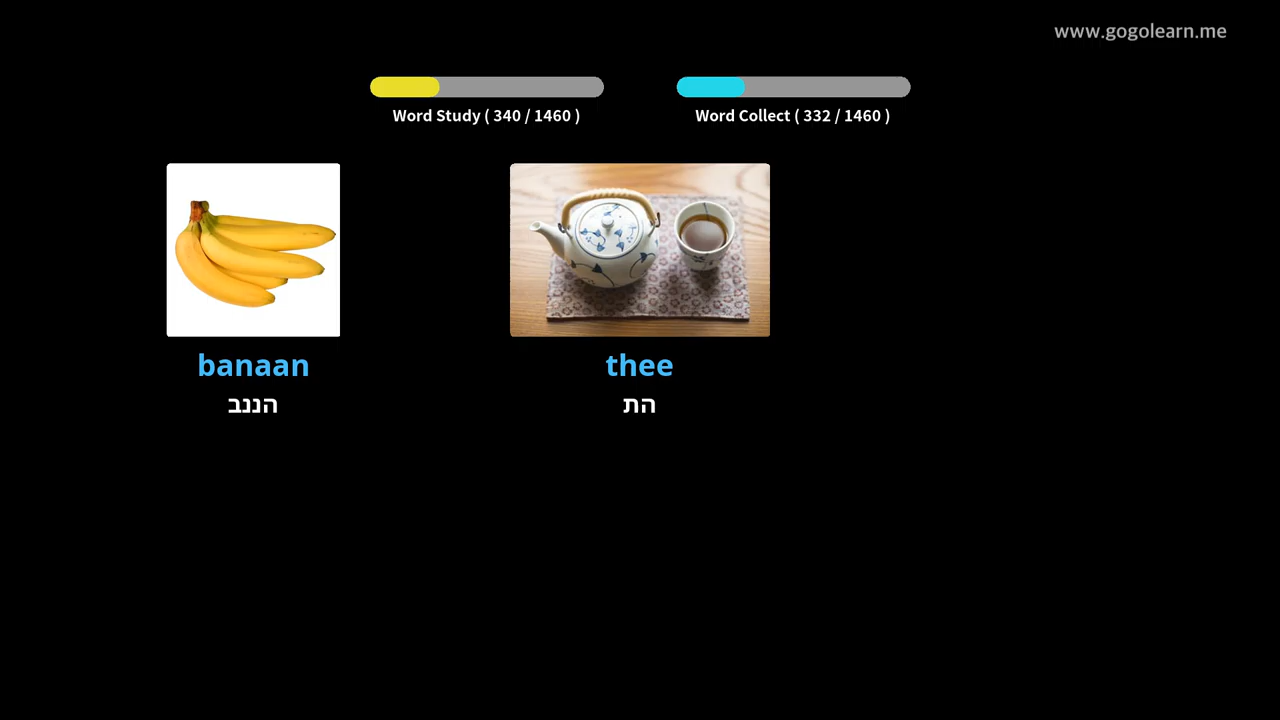 www.gogolearn.me
Word Study ( 340 / 1460 )
Word Collect ( 332 / 1460 )
banaan
הננב
thee
הת